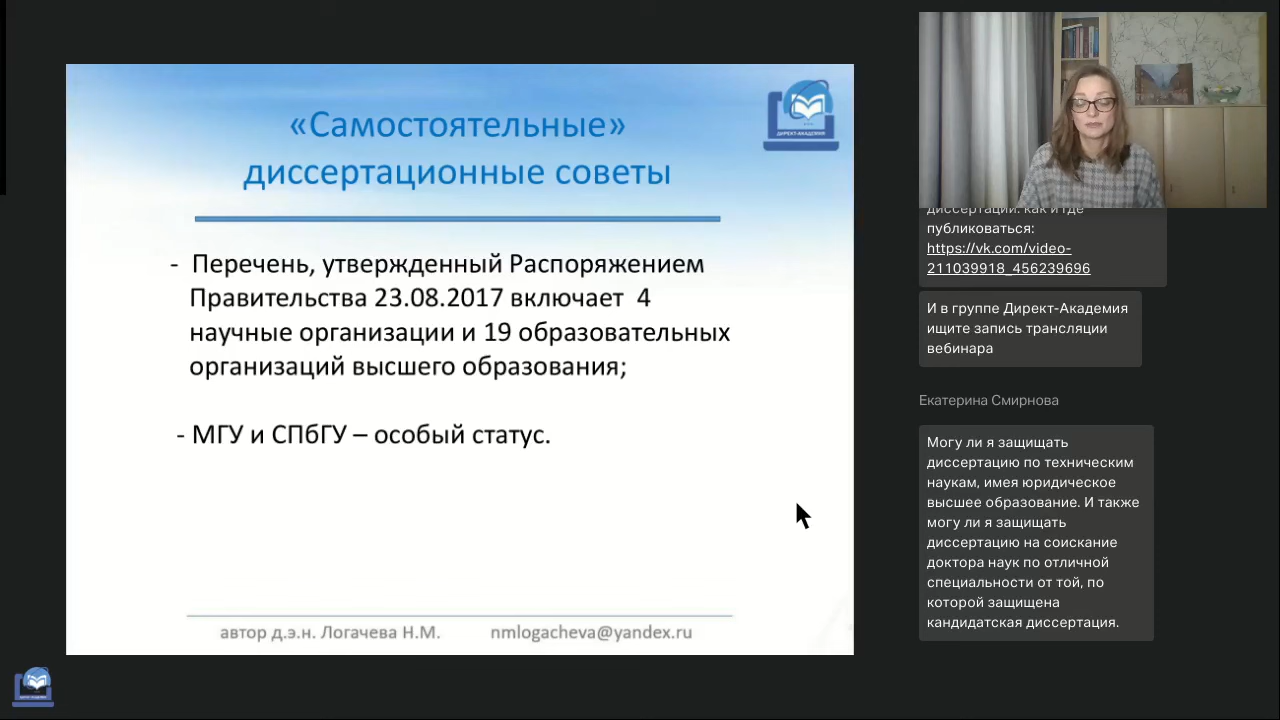 «Самостоятельные»
диссертационные советы
ДИРЕКТ-АКАДЕМИЯ
- Перечень, утвержденный Распоряжением
Правительства 23.08.2017 включает 4
научные организации и 19 образовательных
организаций высшего образования;
- МГУ и СПбГУ – особый статус.
автор д.э.н. Логачева Н.М. nmlogacheva@yandex.ru
диссертации: как и где
публиковаться:
https://vk.com/video-
211039918_456239696
И в группе Директ-Академия
ищите запись трансляции
вебинара
Екатерина Смирнова
Могу ли я защищать
диссертацию по техническим
наукам, имея юридическое
высшее образование. И также
могу ли я защищать
диссертацию на соискание
доктора наук по отличной
специальности от той, по
которой защищена
кандидатская диссертация.
ДИРЕКТ-АКАДЕМИЯ